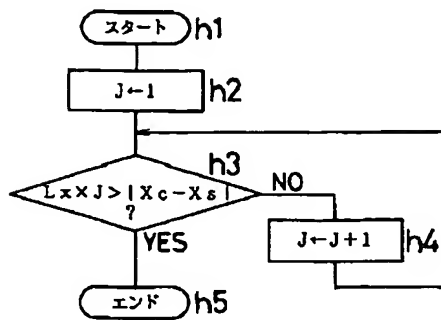 スタート h1
J←1 h2
h3
Lx×J>|Xc-Xs|
?
NO
YES
J←J+1 h4
エンド h5